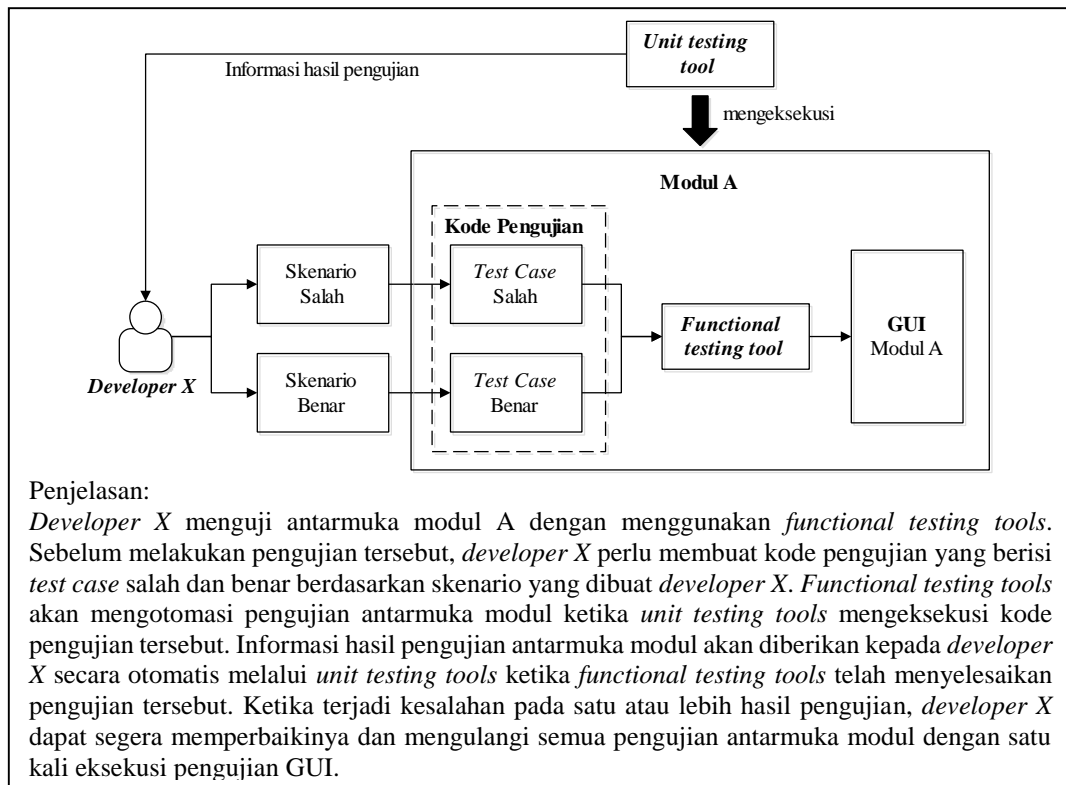 Unit testing
tool
Informasi hasil pengujian
mengeksekusi
Modul A
Kode Pengujian
Skenario
Salah
Test Case
Salah
Functional
testing tool
GUI
Modul A
Developer X
Skenario
Benar
Test Case
Benar
Penjelasan:
Developer X menguji antarmuka modul A dengan menggunakan functional testing tools.
Sebelum melakukan pengujian tersebut, developer X perlu membuat kode pengujian yang berisi
test case salah dan benar berdasarkan skenario yang dibuat developer X. Functional testing tools
akan mengotomasi pengujian antarmuka modul ketika unit testing tools mengeksekusi kode
pengujian tersebut. Informasi hasil pengujian antarmuka modul akan diberikan kepada developer
X secara otomatis melalui unit testing tools ketika functional testing tools telah menyelesaikan
pengujian tersebut. Ketika terjadi kesalahan pada satu atau lebih hasil pengujian, developer X
dapat segera memperbaikinya dan mengulangi semua pengujian antarmuka modul dengan satu
kali eksekusi pengujian GUI.